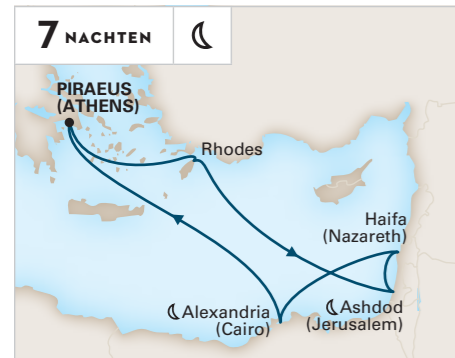 7 NACHTEN
PIRAEUS
(ATHENS)
Rhodes
Haifa
(Nazareth)
Ashdod
(Jerusalem)
Alexandria
(Cairo)